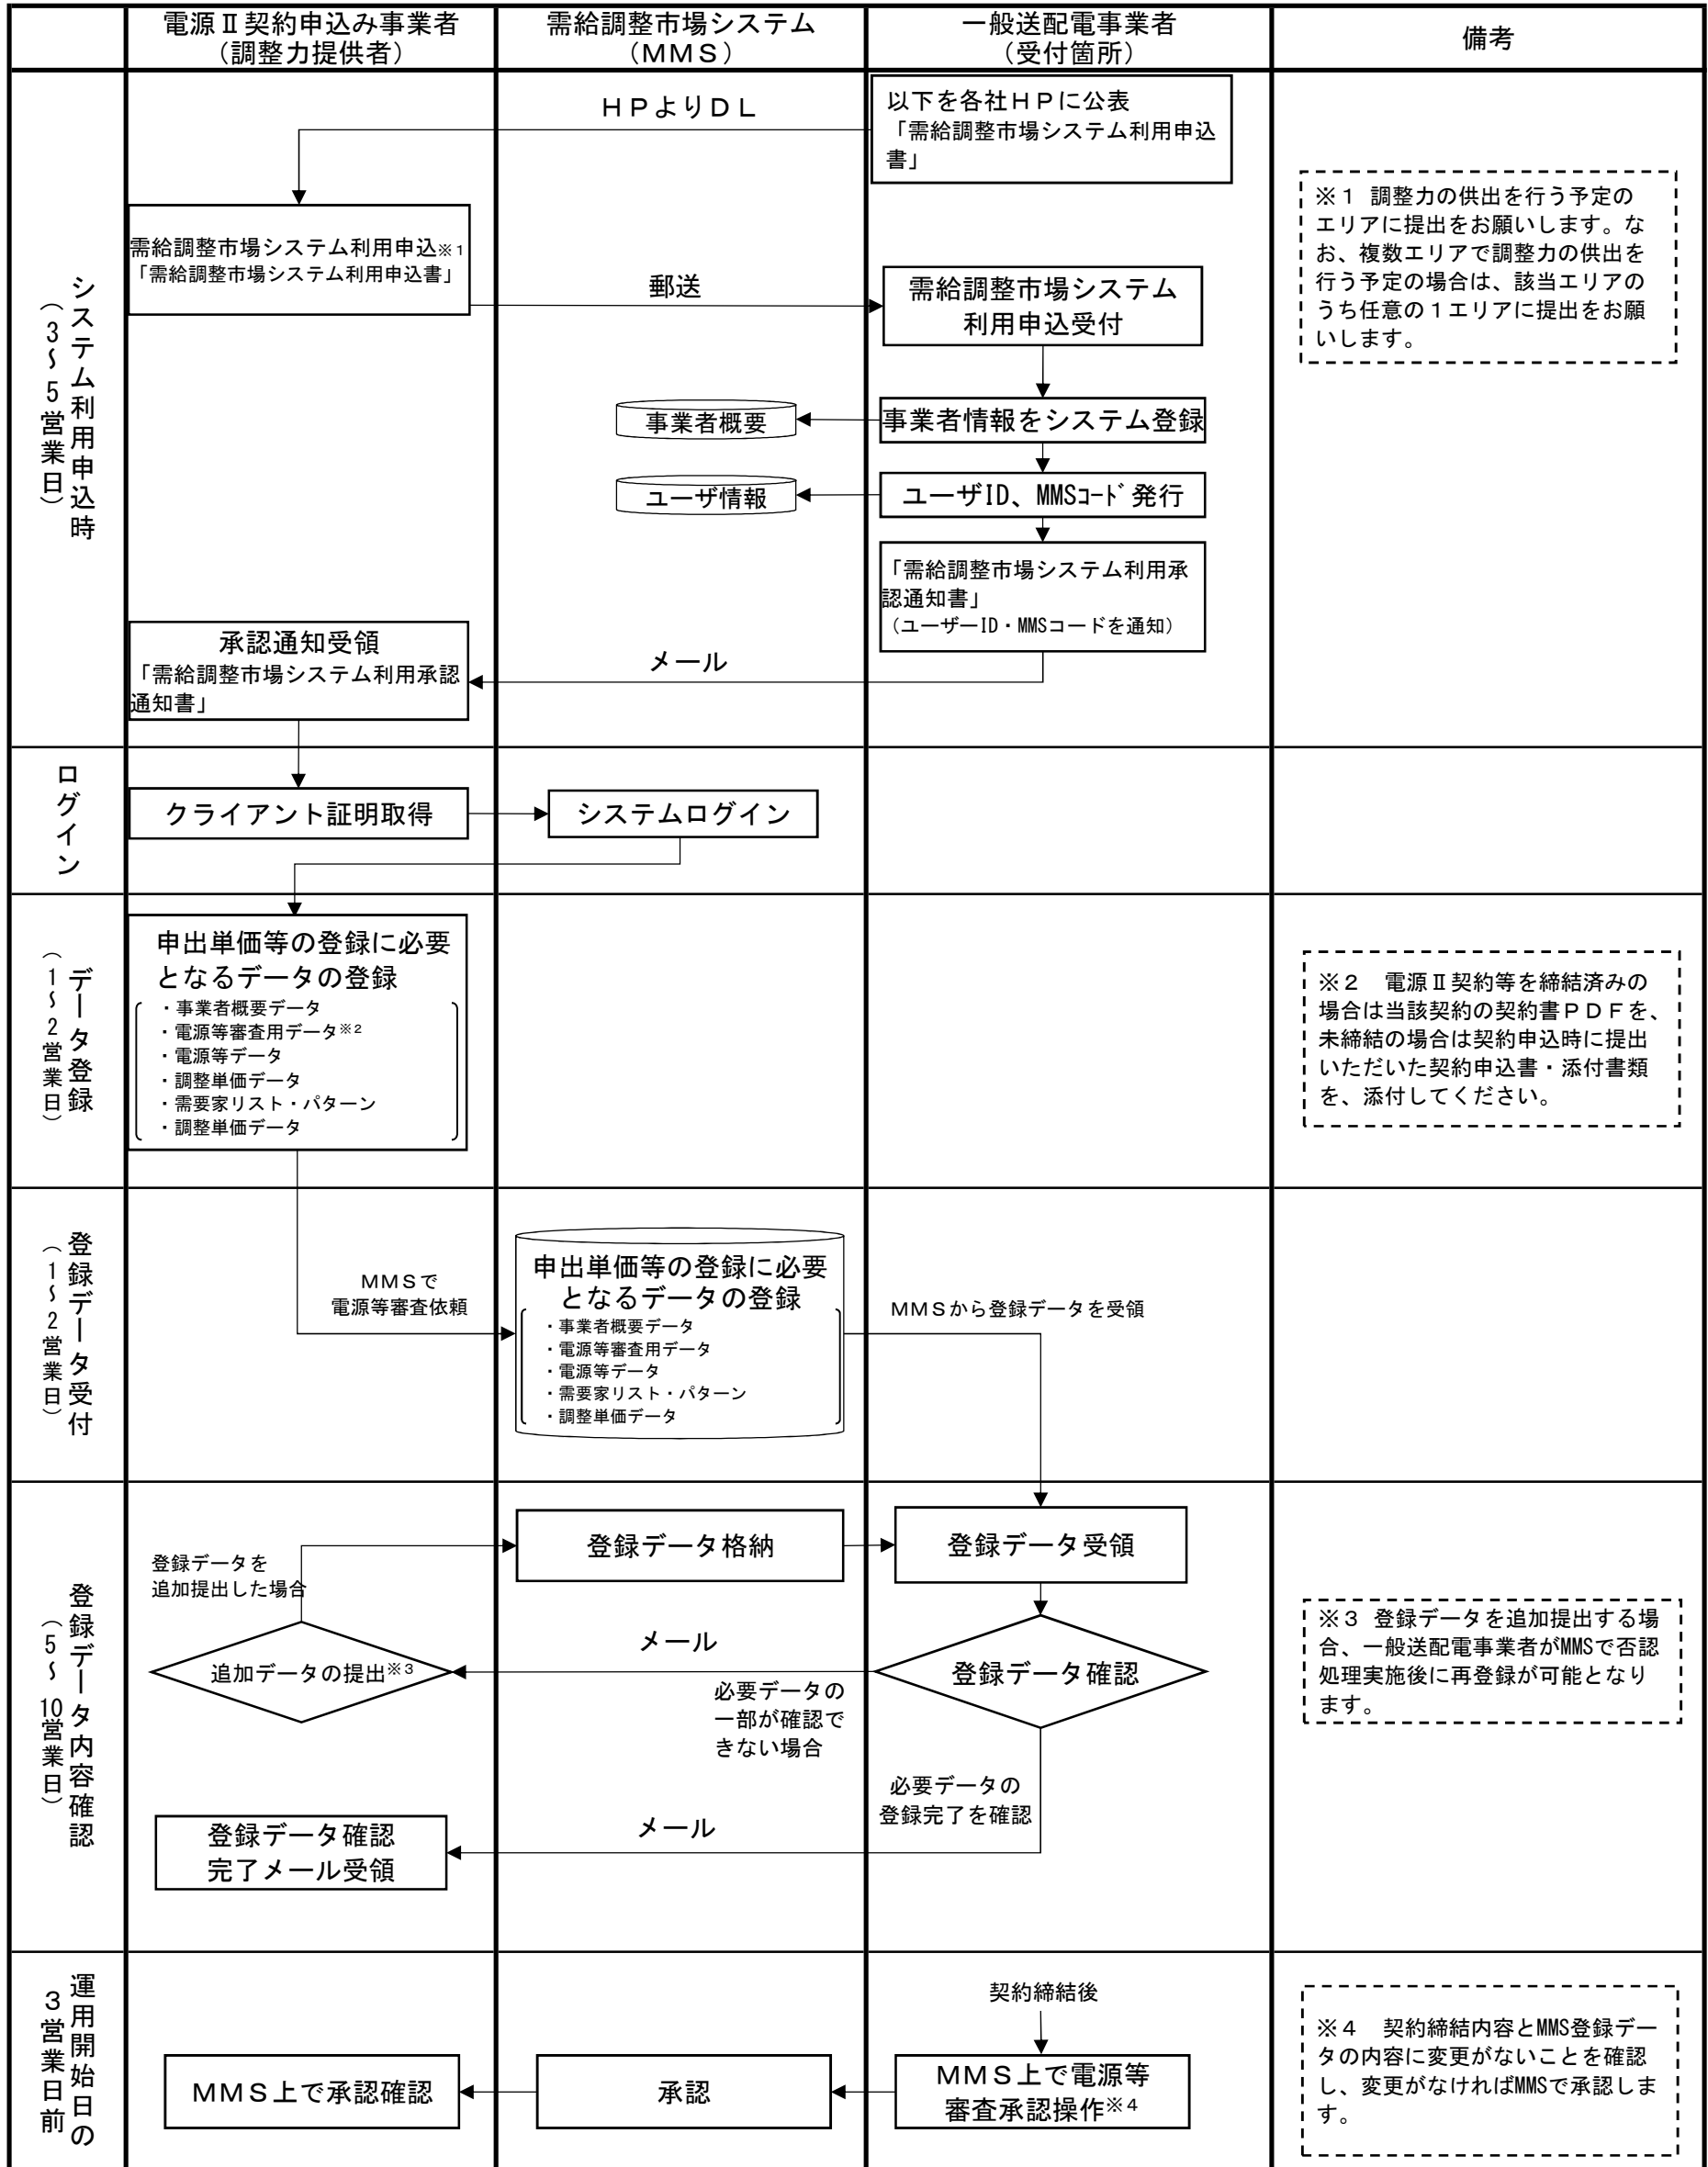 電源Ⅱ契約申込み事業者
（調整力提供者）
需給調整市場システム
（ＭＭＳ）
一般送配電事業者
（受付箇所）
備考
システム利用申込時
（3～5営業日）
ＨＰよりＤＬ
以下を各社ＨＰに公表
「需給調整市場システム利用申込
書」
需給調整市場システム利用申込※1
「需給調整市場システム利用申込書」
郵送
需給調整市場システム
利用申込受付
※１ 調整力の供出を行う予定の
エリアに提出をお願いします。な
お、複数エリアで調整力の供出を
行う予定の場合は、該当エリアの
うち任意の１エリアに提出をお願
いします。
事業者概要
事業者情報をシステム登録
ユーザ情報
ユーザID、MMSｺｰﾄﾞ発行
「需給調整市場システム利用承
認通知書」
（ユーザーID・MMSコードを通知）
承認通知受領
「需給調整市場システム利用承認
通知書」
メール
ログイン
クライアント証明取得
システムログイン
データ登録
（1～2営業日）
申出単価等の登録に必要
となるデータの登録
・事業者概要データ
・電源等審査用データ※2
・電源等データ
・調整単価データ
・需要家リスト・パターン
・調整単価データ
※２　電源Ⅱ契約等を締結済みの
場合は当該契約の契約書ＰＤＦを、
未締結の場合は契約申込時に提出
いただいた契約申込書・添付書類
を、添付してください。
登録データ受付
（1～2営業日）
ＭＭＳで
電源等審査依頼
申出単価等の登録に必要
となるデータの登録
・事業者概要データ
・電源等審査用データ
・電源等データ
・需要家リスト・パターン
・調整単価データ
ＭＭＳから登録データを受領
登録データ内容確認
（5～10営業日）
登録データを
追加提出した場合
登録データ格納
登録データ受領
追加データの提出※3
メール
必要データの
一部が確認で
きない場合
登録データ確認
※３ 登録データを追加提出する場
合、一般送配電事業者がMMSで否認
処理実施後に再登録が可能となり
ます。
必要データの
登録完了を確認
登録データ確認
完了メール受領
メール
運用開始日の
3営業日前
契約締結後
ＭＭＳ上で承認確認
承認
ＭＭＳ上で電源等
審査承認操作※4
※４　契約締結内容とMMS登録デー
タの内容に変更がないことを確認
し、変更がなければMMSで承認しま
す。